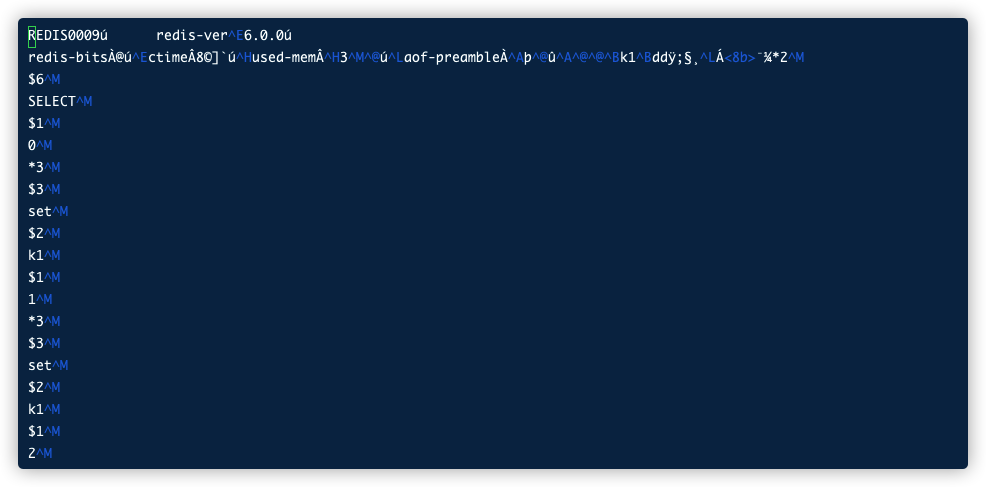 REDIS0009ú      redis-ver^E6.0.0ú
redis-bitsÀ@ú^EctimeÂ8©]`ú^Hused-memÂ^H3^M^@ú^Laof-preambleÀ^Aþ^@û^A^@^@^Bk1^Bddÿ;§¸^LÁ<8b>¯¼*2^M
$6^M
SELECT^M
$1^M
0^M
*3^M
$3^M
set^M
$2^M
k1^M
$1^M
1^M
*3^M
$3^M
set^M
$2^M
k1^M
$1^M
2^M